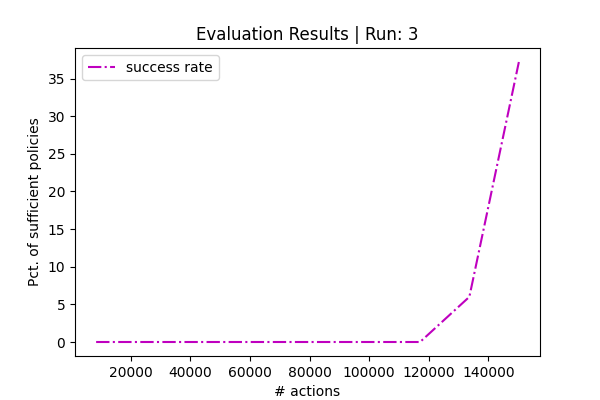 Evaluation Results | Run: 3
success rate
Pct. of sufficient policies
35
30
25
20
15
10
5
0
20000 40000 60000 80000 100000 120000 140000
# actions